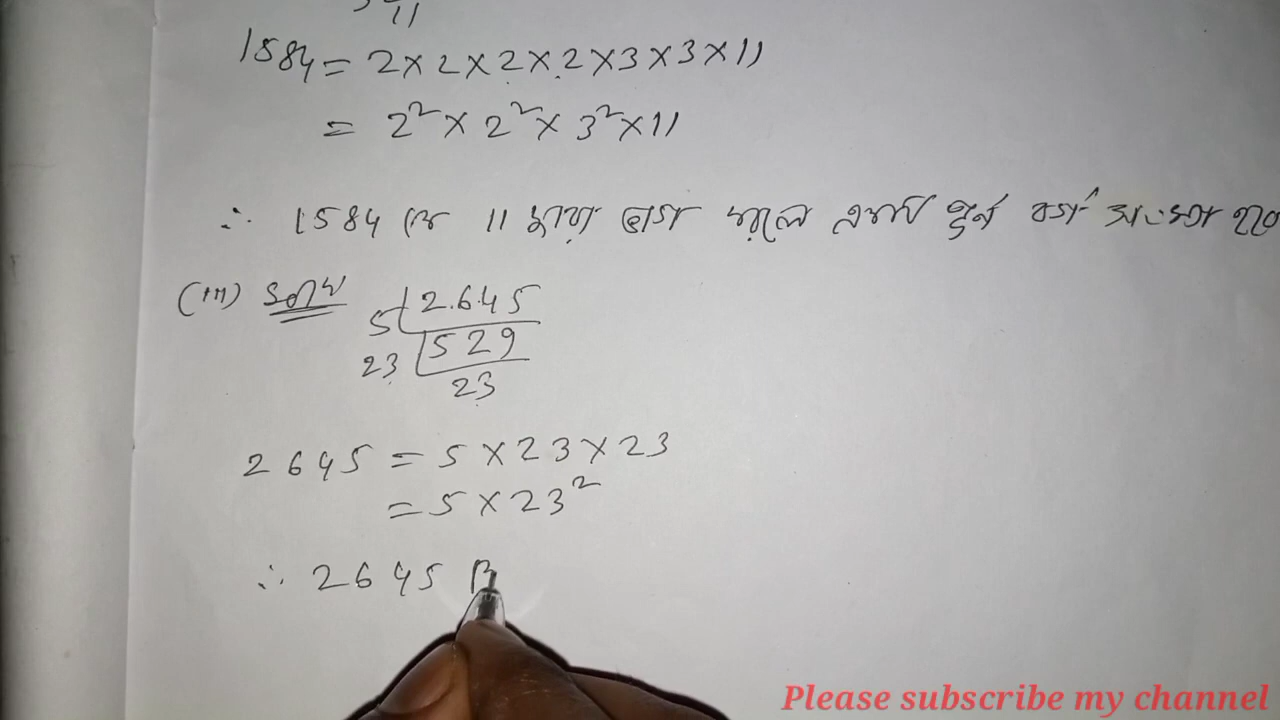 11
1584 = 2×2×2×2×3×3×11
= 2²×2²×3²×11
∴ 1584 কে 11 দ্বারা ভাগ করলে একটি পূর্ণ বর্গ সংখ্যা হবে
(iii)
5 2645
23 529
23
2645 = 5×23×23
= 5×23²
∴ 2645
Please subscribe my channel